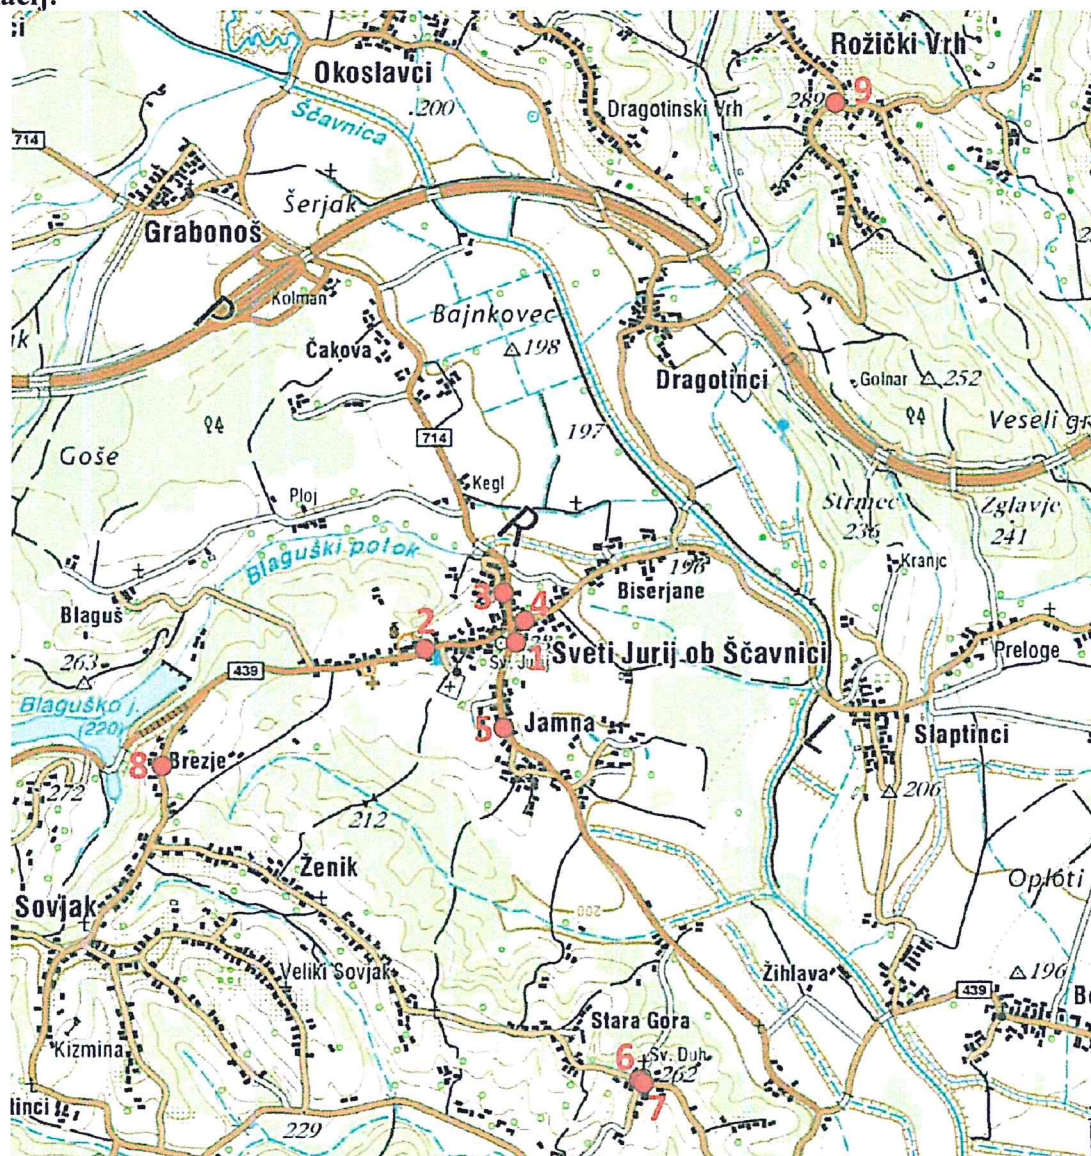 Rožički Vrh
Okoslavci
200
Ščavnica
Dragotinski Vrh
289
9
714
Šerjak
Grabonoš
Kolman
Bajnkovec
Čakova
198
Dragotinci
Golnar
252
714
197
Veseli
Goše
Kegl
Ploj
Strmec
236
Zglavje
241
Blaguški potok
Kranjc
Blaguš
3
196
Biserjane
4
2
1
Sveti Jurij ob Ščavnici
Sv. Jurij
Preloge
263
439
Blaguško j.
(220)
5
Jamna
Slaptinci
8
Brezje
272
206
212
Ženik
Sovjak
200
Oploti
Veliki Sovjak
Žihlava
196
439
Stara Gora
Kizmina
6
Sv. Duh
262
7
229